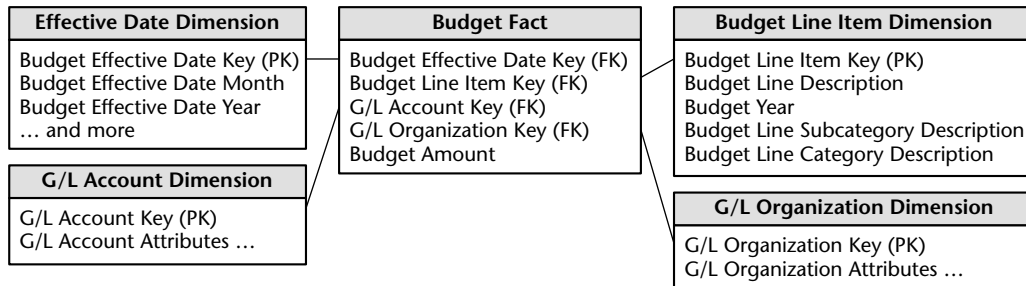 Effective Date Dimension
Budget Effective Date Key (PK)
Budget Effective Date Month
Budget Effective Date Year
… and more
G/L Account Dimension
G/L Account Key (PK)
G/L Account Attributes …
Budget Fact
Budget Effective Date Key (FK)
Budget Line Item Key (FK)
G/L Account Key (FK)
G/L Organization Key (FK)
Budget Amount
Budget Line Item Dimension
Budget Line Item Key (PK)
Budget Line Description
Budget Year
Budget Line Subcategory Description
Budget Line Category Description
G/L Organization Dimension
G/L Organization Key (PK)
G/L Organization Attributes …